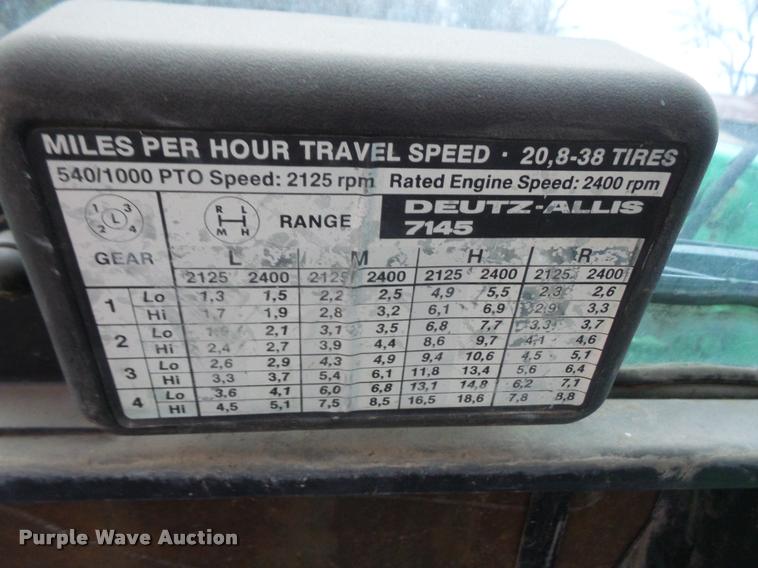 MILES PER HOUR TRAVEL SPEED · 20,8-38 TIRES
540/1000 PTO Speed: 2125 rpm Rated Engine Speed: 2400 rpm
1 3 L 2 4 R L M H RANGE DEUTZ-ALLIS
7145
GEAR L M H R
2125 2400 2125 2400 2125 2400 2125 2400
1 Lo 1,3 1,5 2,2 2,5 4,9 5,5 2,3 2,6
Hi 1,7 1,9 2,8 3,2 6,1 6,9 2,9 3,3
2 Lo 2,1 3,1 3,5 6,8 7,7 3,3 3,7
Hi 2,4 2,7 3,9 4,4 8,6 9,7 4,1 4,6
3 Lo 2,6 2,9 4,3 4,9 9,4 10,6 4,5 5,1
Hi 3,3 3,7 5,4 6,1 11,8 13,4 5,6 6,4
4 Lo 3,6 4,1 6,0 6,8 13,1 14,8 6,2 7,1
Hi 4,5 5,1 7,5 8,5 16,5 18,6 7,8 8,8
Purple Wave Auction